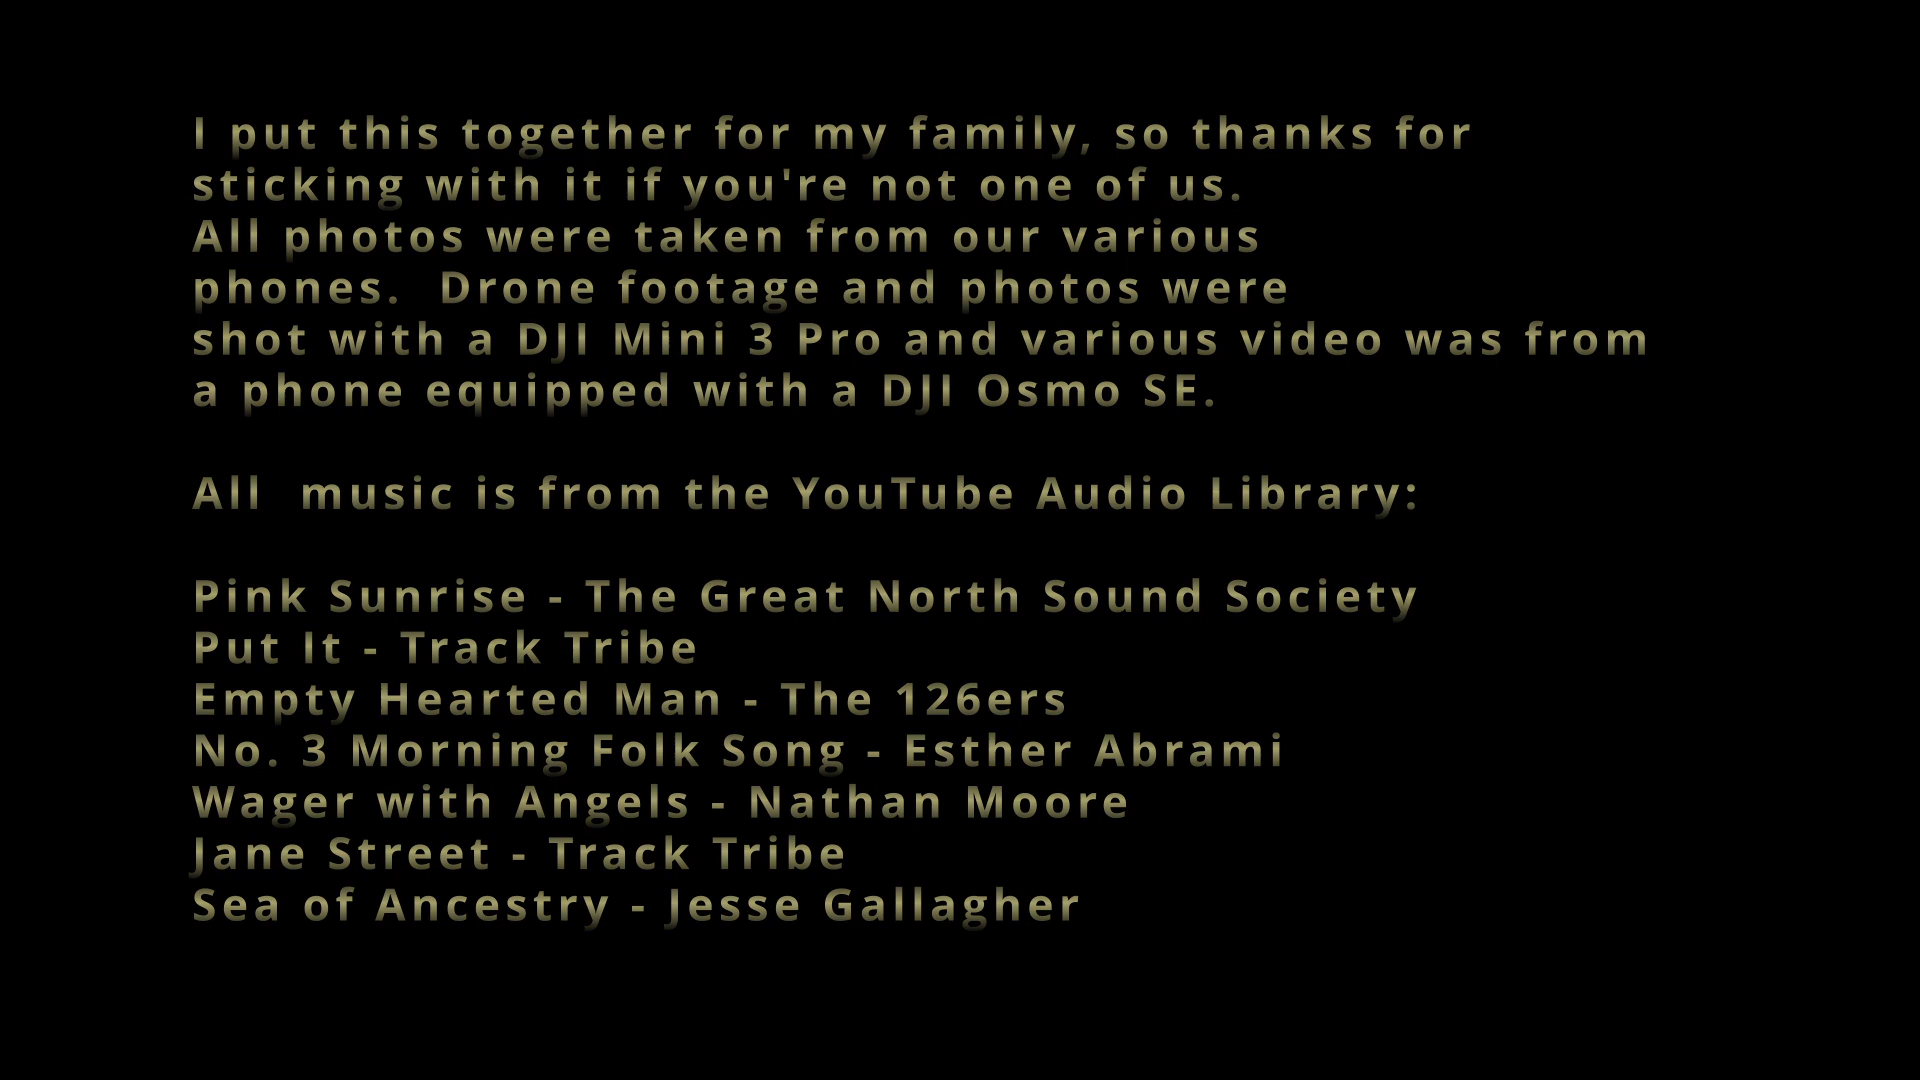 I put this together for my family, so thanks for
sticking with it if you're not one of us.
All photos were taken from our various
phones.  Drone footage and photos were
shot with a DJI Mini 3 Pro and various video was from
a phone equipped with a DJI Osmo SE.
All  music is from the YouTube Audio Library:
Pink Sunrise - The Great North Sound Society
Put It - Track Tribe
Empty Hearted Man - The 126ers
No. 3 Morning Folk Song - Esther Abrami
Wager with Angels - Nathan Moore
Jane Street - Track Tribe
Sea of Ancestry - Jesse Gallagher